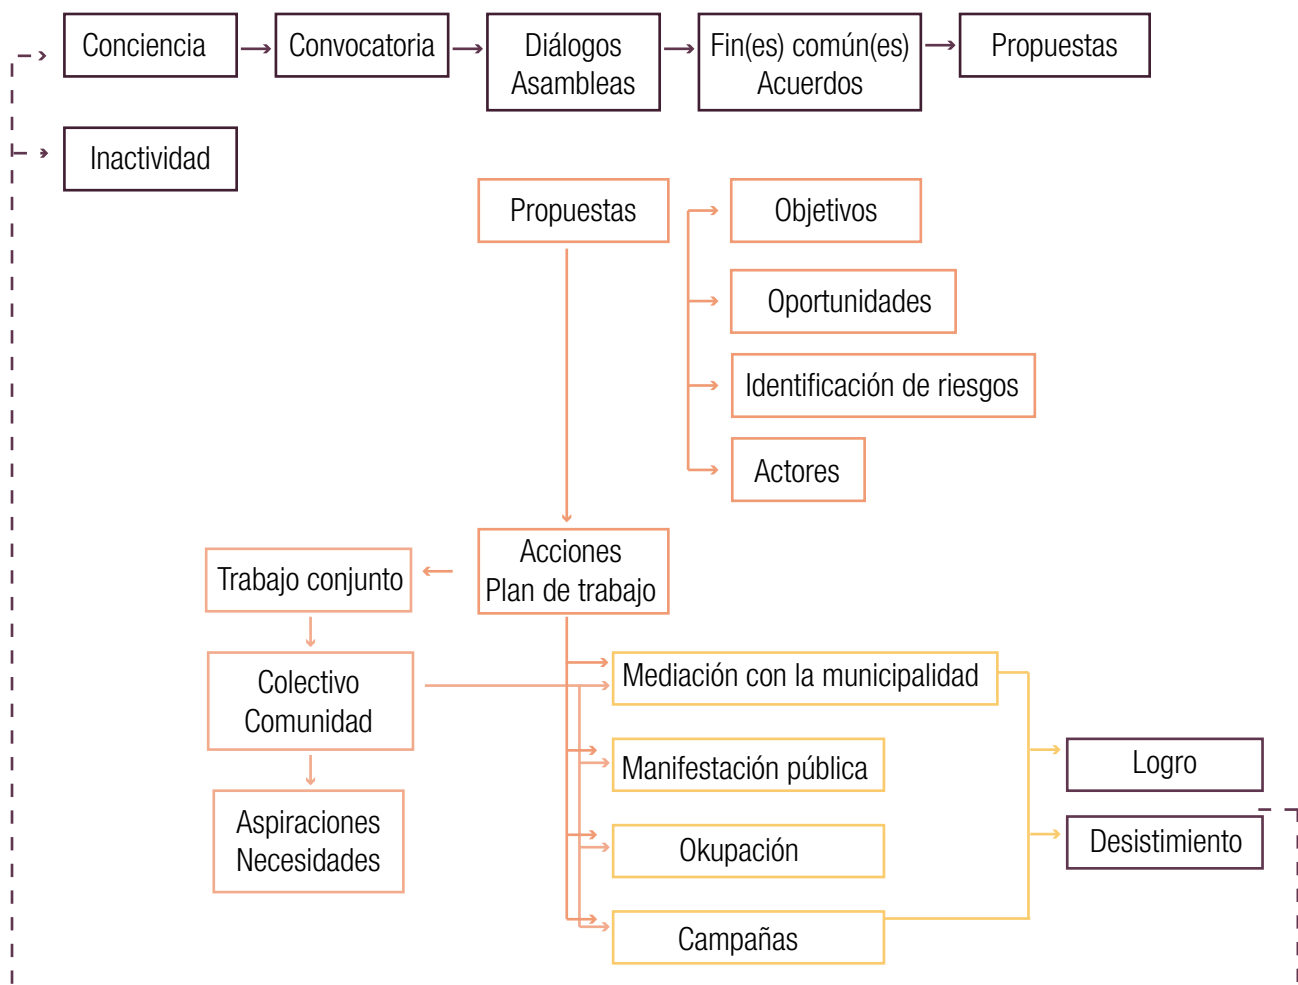 Conciencia
Convocatoria
Diálogos
Asambleas
Fin(es) común(es)
Acuerdos
Propuestas
Inactividad
Propuestas
Objetivos
Oportunidades
Identificación de riesgos
Actores
Acciones
Plan de trabajo
Trabajo conjunto
Colectivo
Comunidad
Aspiraciones
Necesidades
Mediación con la municipalidad
Manifestación pública
Okupación
Campañas
Logro
Desistimiento